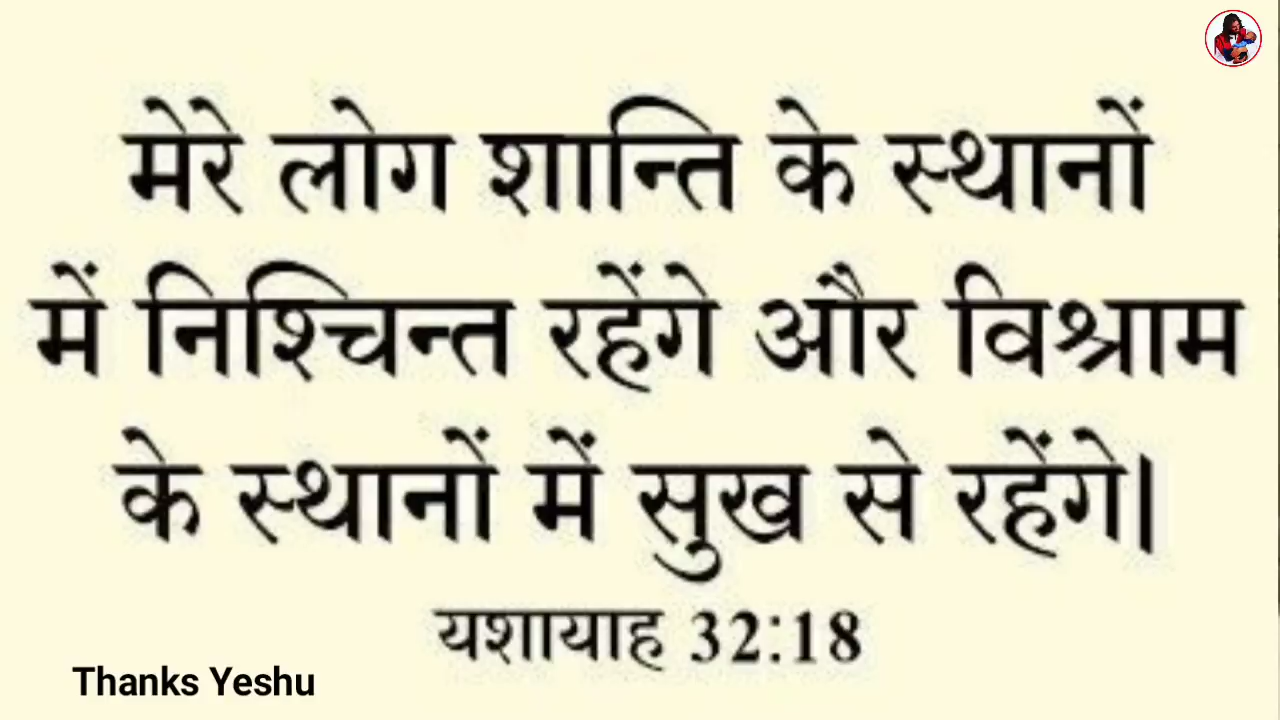 मेरे लोग शान्ति के स्थानों
में निश्चिन्त रहेंगे और विश्राम
के स्थानों में सुख से रहेंगे।
यशायाह 32:18
Thanks Yeshu